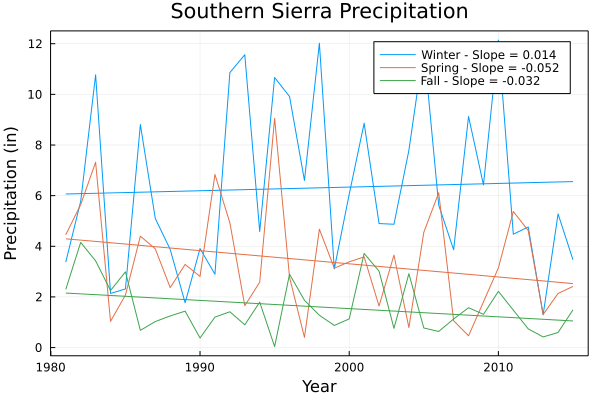 Southern Sierra Precipitation
Winter - Slope = 0.014
Spring - Slope = -0.052
Fall - Slope = -0.032
Precipitation (in)
12
10
8
6
4
2
0
1980
1990
2000
2010
Year